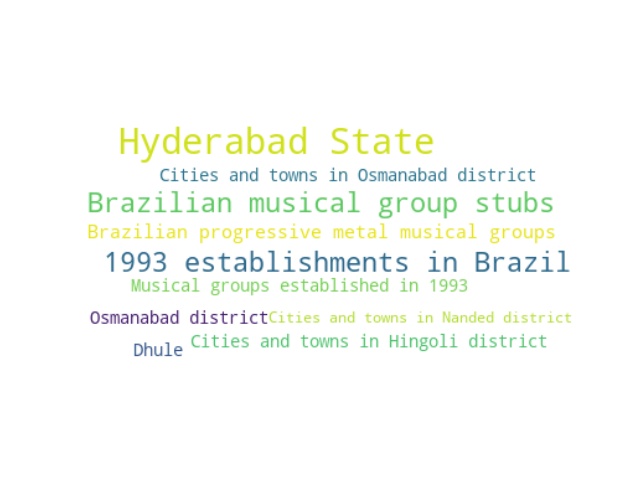 Hyderabad State
Cities and towns in Osmanabad district
Brazilian musical group stubs
Brazilian progressive metal musical groups
1993 establishments in Brazil
Musical groups established in 1993
Osmanabad district
Cities and towns in Nanded district
Cities and towns in Hingoli district
Dhule